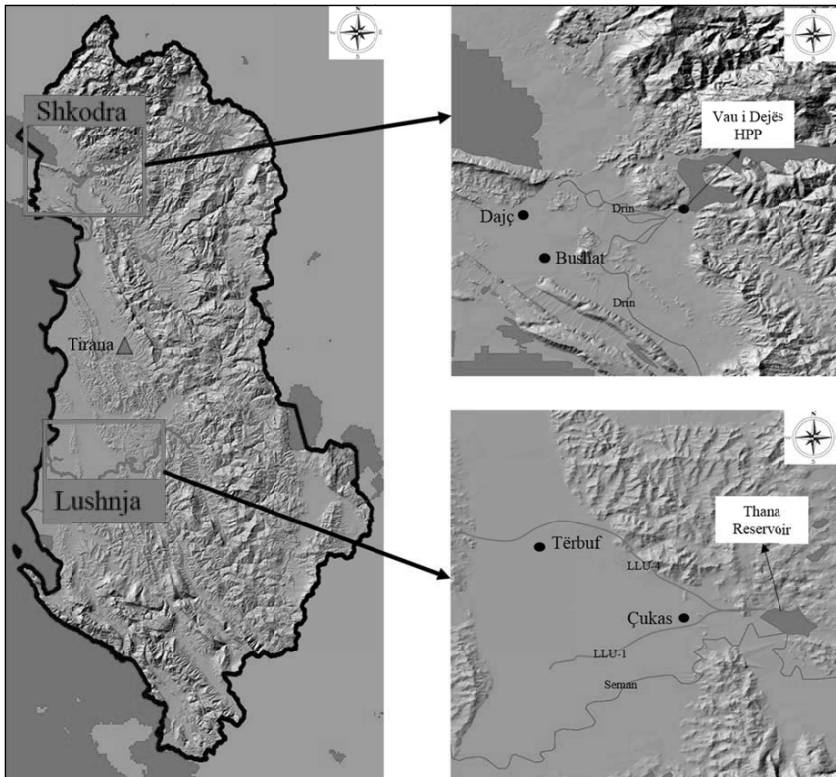 Shkodra
Tirana
Lushnja
Vau i Dejës
HPP
Drin
Dajç
Bushat
Drin
Thana
Reservoir
Tërbuf
LLU-4
Çukas
LLU-1
Seman